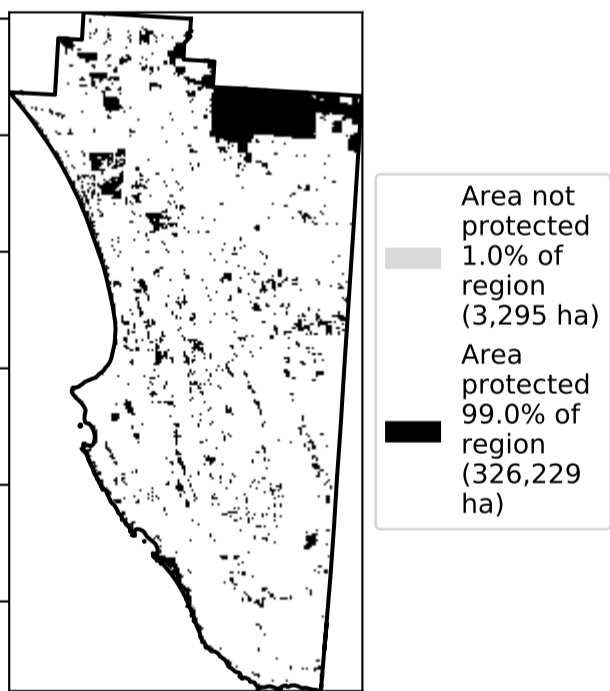 Area not
protected
1.0% of
region
(3,295 ha)
Area
protected
99.0% of
region
(326,229
ha)